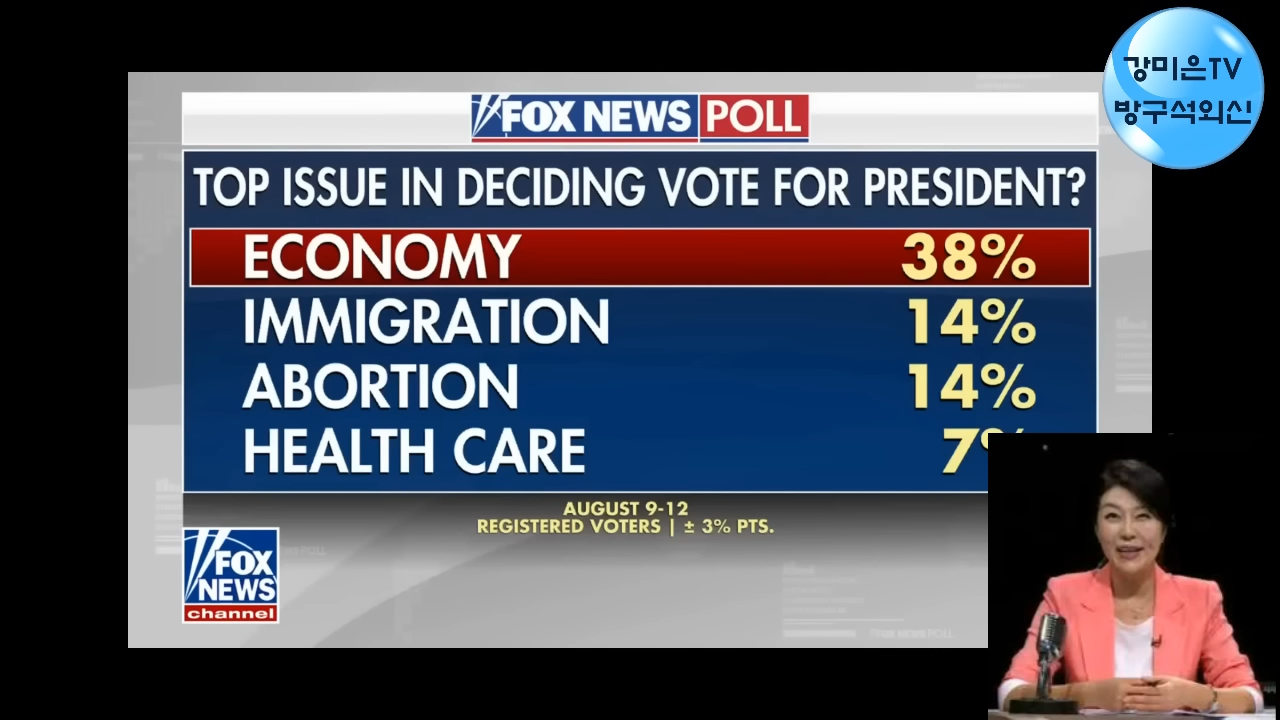 강미은TV
방구석외신
FOX NEWS POLL
TOP ISSUE IN DECIDING VOTE FOR PRESIDENT?
ECONOMY 38%
IMMIGRATION 14%
ABORTION 14%
HEALTH CARE 7%
AUGUST 9-12
REGISTERED VOTERS | ± 3% PTS.
FOX
NEWS
channel